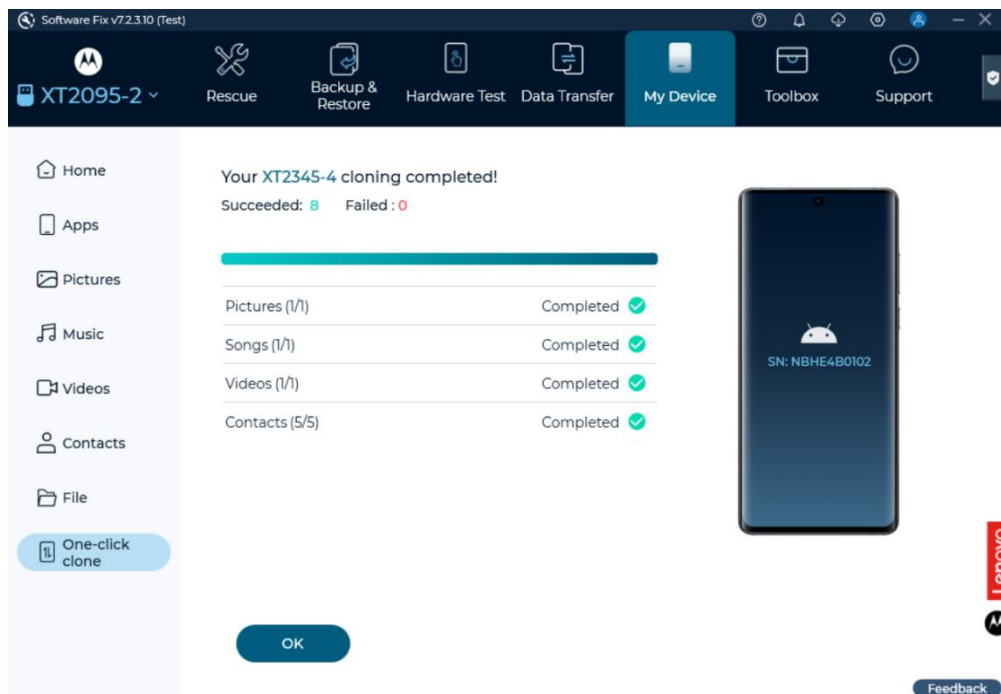 Software Fix v7.2.3.10 (Test)
XT2095-2
Rescue
Backup &
Restore
Hardware Test
Data Transfer
My Device
Toolbox
Support
Home
Apps
Pictures
Music
Videos
Contacts
File
One-click
clone
Your XT2345-4 cloning completed!
Succeeded: 8 Failed : 0
Pictures (1/1) Completed
Songs (1/1) Completed
Videos (1/1) Completed
Contacts (5/5) Completed
OK
SN: NBHE4B0102
Lenovo
Feedback